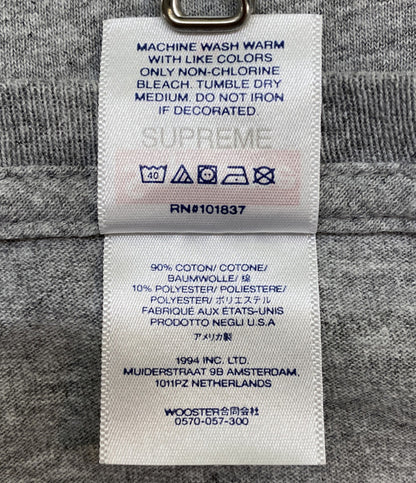 MACHINE WASH WARM
WITH LIKE COLORS
ONLY NON-CHLORINE
BLEACH. TUMBLE DRY
MEDIUM. DO NOT IRON
IF DECORATED.
SUPREME
40
RN#101837
90% COTTON/ COTONE/
BAUMWOLLE/ 綿
10% POLYESTER/ POLIESTERE/
POLYESTER/ ポリエステル
FABRIQUÉ AUX ÉTATS-UNIS
PRODOTTO NEGLI U.S.A
アメリカ製
1994 INC. LTD.
MUIDERSTRAAT 9B AMSTERDAM,
1011PZ NETHERLANDS
WOOSTER合同会社
0570-057-300